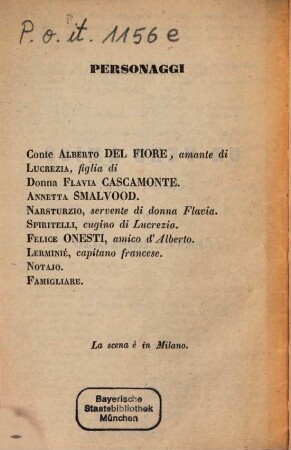 P.o.it. 1156e
PERSONAGGI
Conte ALBERTO DEL FIORE, amante di
LUCREZIA, figlia di
Donna FLAVIA CASCAMONTE.
ANNETTA SMALVOOD.
NARSTURZIO, servente di donna Flavia.
SPIRITELLI, cugino di Lucrezia.
FELICE ONESTI, amico d'Alberto.
LERMINIÉ, capitano francese.
NOTAJO.
FAMIGLIARE.
La scena è in Milano.
Bayerische
Staatsbibliothek
München